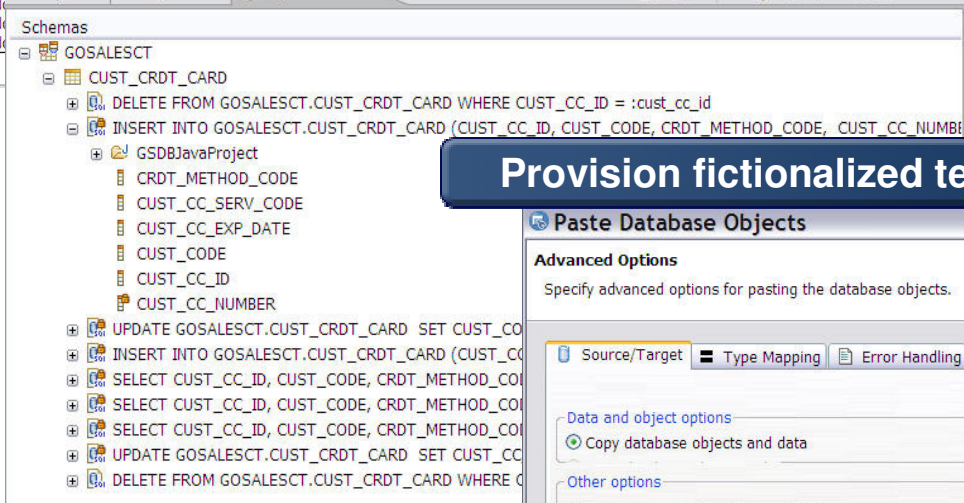 Schemas
GOSALESCT
CUST_CRDT_CARD
DELETE FROM GOSALESCT.CUST_CRDT_CARD WHERE CUST_CC_ID = :cust_cc_id
INSERT INTO GOSALESCT.CUST_CRDT_CARD (CUST_CC_ID, CUST_CODE, CRDT_METHOD_CODE, CUST_CC_NUMBE
GSDBJavaProject
CRDT_METHOD_CODE
CUST_CC_SERV_CODE
CUST_CC_EXP_DATE
CUST_CODE
CUST_CC_ID
CUST_CC_NUMBER
UPDATE GOSALESCT.CUST_CRDT_CARD SET CUST_CO
INSERT INTO GOSALESCT.CUST_CRDT_CARD (CUST_CC
SELECT CUST_CC_ID, CUST_CODE, CRDT_METHOD_COD
SELECT CUST_CC_ID, CUST_CODE, CRDT_METHOD_COD
SELECT CUST_CC_ID, CUST_CODE, CRDT_METHOD_COD
UPDATE GOSALESCT.CUST_CRDT_CARD SET CUST_CC
DELETE FROM GOSALESCT.CUST_CRDT_CARD WHERE C
Provision fictionalized te
Paste Database Objects
Advanced Options
Specify advanced options for pasting the database objects.
Source/Target Type Mapping Error Handling
Data and object options
Copy database objects and data
Other options